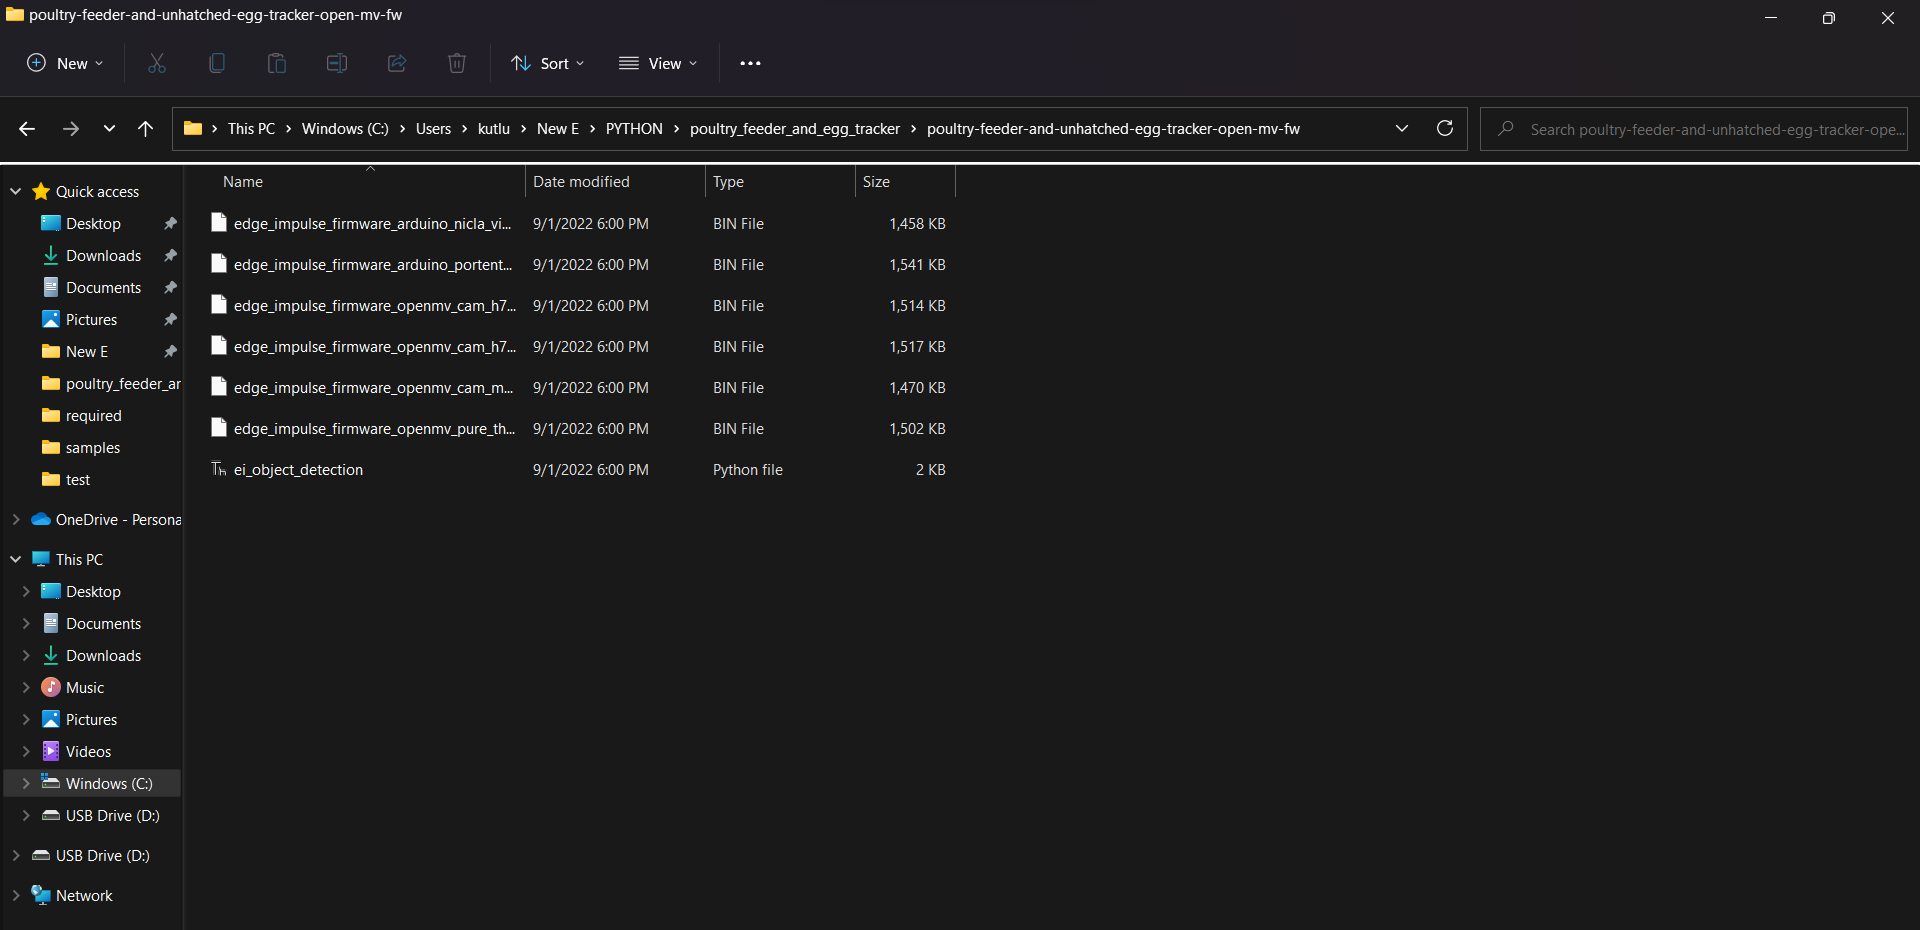 poultry-feeder-and-unhatched-egg-tracker-open-mv-fw
New
Sort
View
This PC > Windows (C:) > Users > kutlu > New E > PYTHON > poultry_feeder_and_egg_tracker > poultry-feeder-and-unhatched-egg-tracker-open-mv-fw
Search poultry-feeder-and-unhatched-egg-tracker-ope...
Quick access
Desktop
Downloads
Documents
Pictures
New E
poultry_feeder_ar
required
samples
test
OneDrive - Persona
This PC
Desktop
Documents
Downloads
Music
Pictures
Videos
Windows (C:)
USB Drive (D:)
USB Drive (D:)
Network
Name Date modified Type Size
edge_impulse_firmware_arduino_nicla_vi... 9/1/2022 6:00 PM BIN File 1,458 KB
edge_impulse_firmware_arduino_portent... 9/1/2022 6:00 PM BIN File 1,541 KB
edge_impulse_firmware_openmv_cam_h7... 9/1/2022 6:00 PM BIN File 1,514 KB
edge_impulse_firmware_openmv_cam_h7... 9/1/2022 6:00 PM BIN File 1,517 KB
edge_impulse_firmware_openmv_cam_m... 9/1/2022 6:00 PM BIN File 1,470 KB
edge_impulse_firmware_openmv_pure_th... 9/1/2022 6:00 PM BIN File 1,502 KB
ei_object_detection 9/1/2022 6:00 PM Python file 2 KB